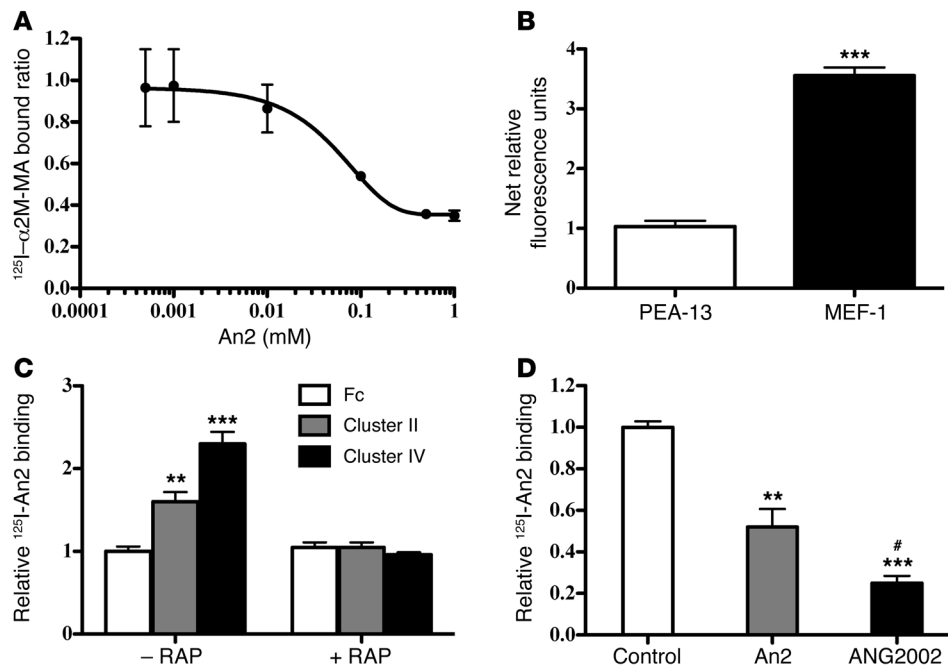 A
¹²⁵I–α2M-MA bound ratio
1.2
1.0
0.8
0.6
0.4
0.2
0.0
0.0001
0.001
0.01
0.1
1
An2 (mM)
B
Net relative
fluorescence units
4
3
2
1
0
***
PEA-13
MEF-1
C
Relative ¹²⁵I-An2 binding
3
2
1
0
**
***
Fc
Cluster II
Cluster IV
– RAP
+ RAP
D
Relative ¹²⁵I-An2 binding
1.2
1.0
0.6
0.4
0.2
0
**
#
***
Control
An2
ANG2002